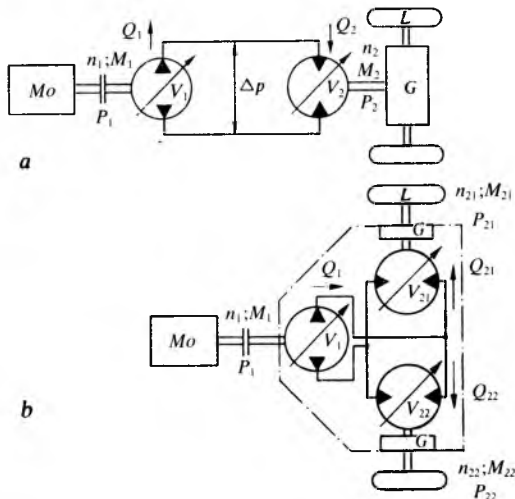 Q1
Q2
L
n1;M1
n2
Mo
V1
Δp
V2
M2
G
P1
P2
a
L
n21;M21
G
P21
Q1
Q21
n1;M1
V21
Mo
V1
P1
Q22
b
V22
G
n22;M22
P22